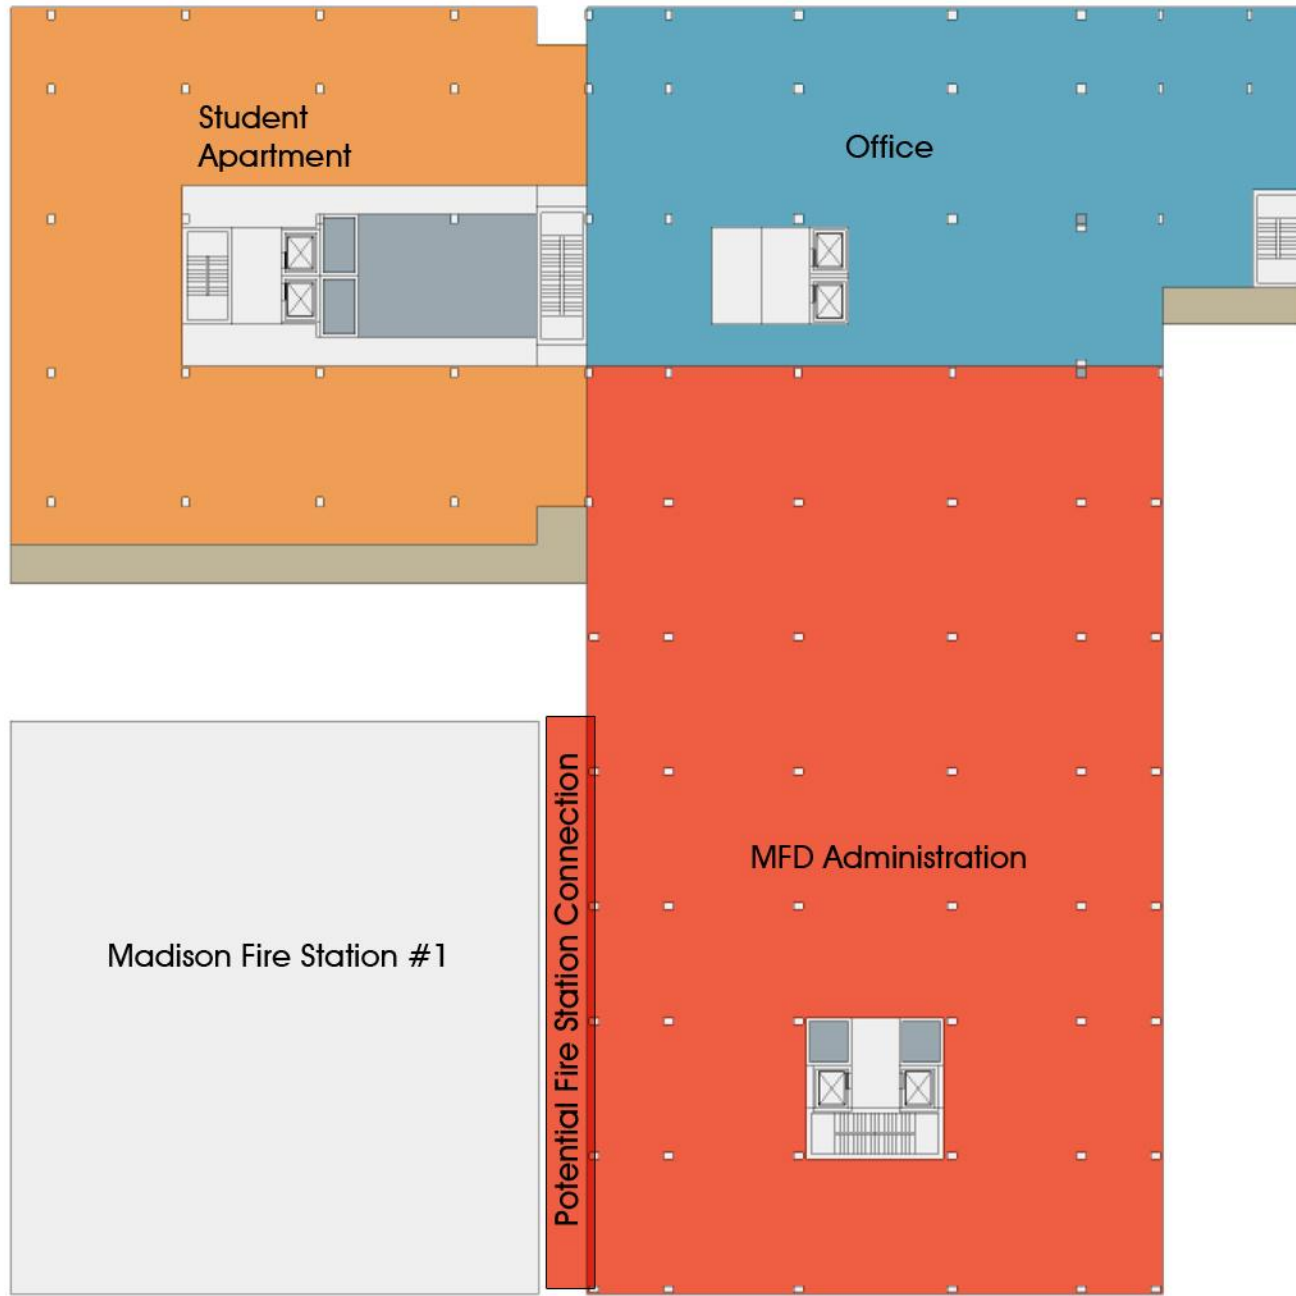 Student
Apartment
Office
MFD Administration
Madison Fire Station #1
Potential Fire Station Connection